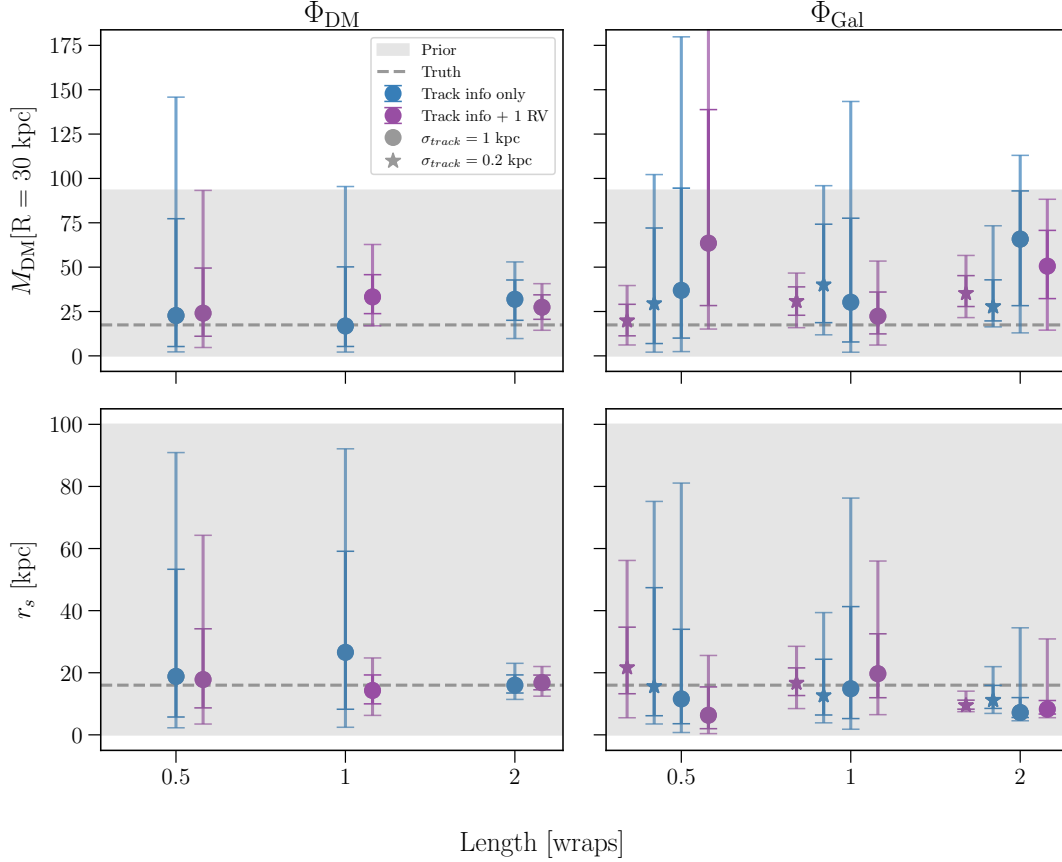 Φ_DM
Φ_Gal
M_DM[R = 30 kpc]
175
150
125
100
75
50
25
0
Prior
Truth
Track info only
Track info + 1 RV
σ_track = 1 kpc
σ_track = 0.2 kpc
r_s [kpc]
100
80
60
40
20
0
0.5
1
2
0.5
1
2
Length [wraps]